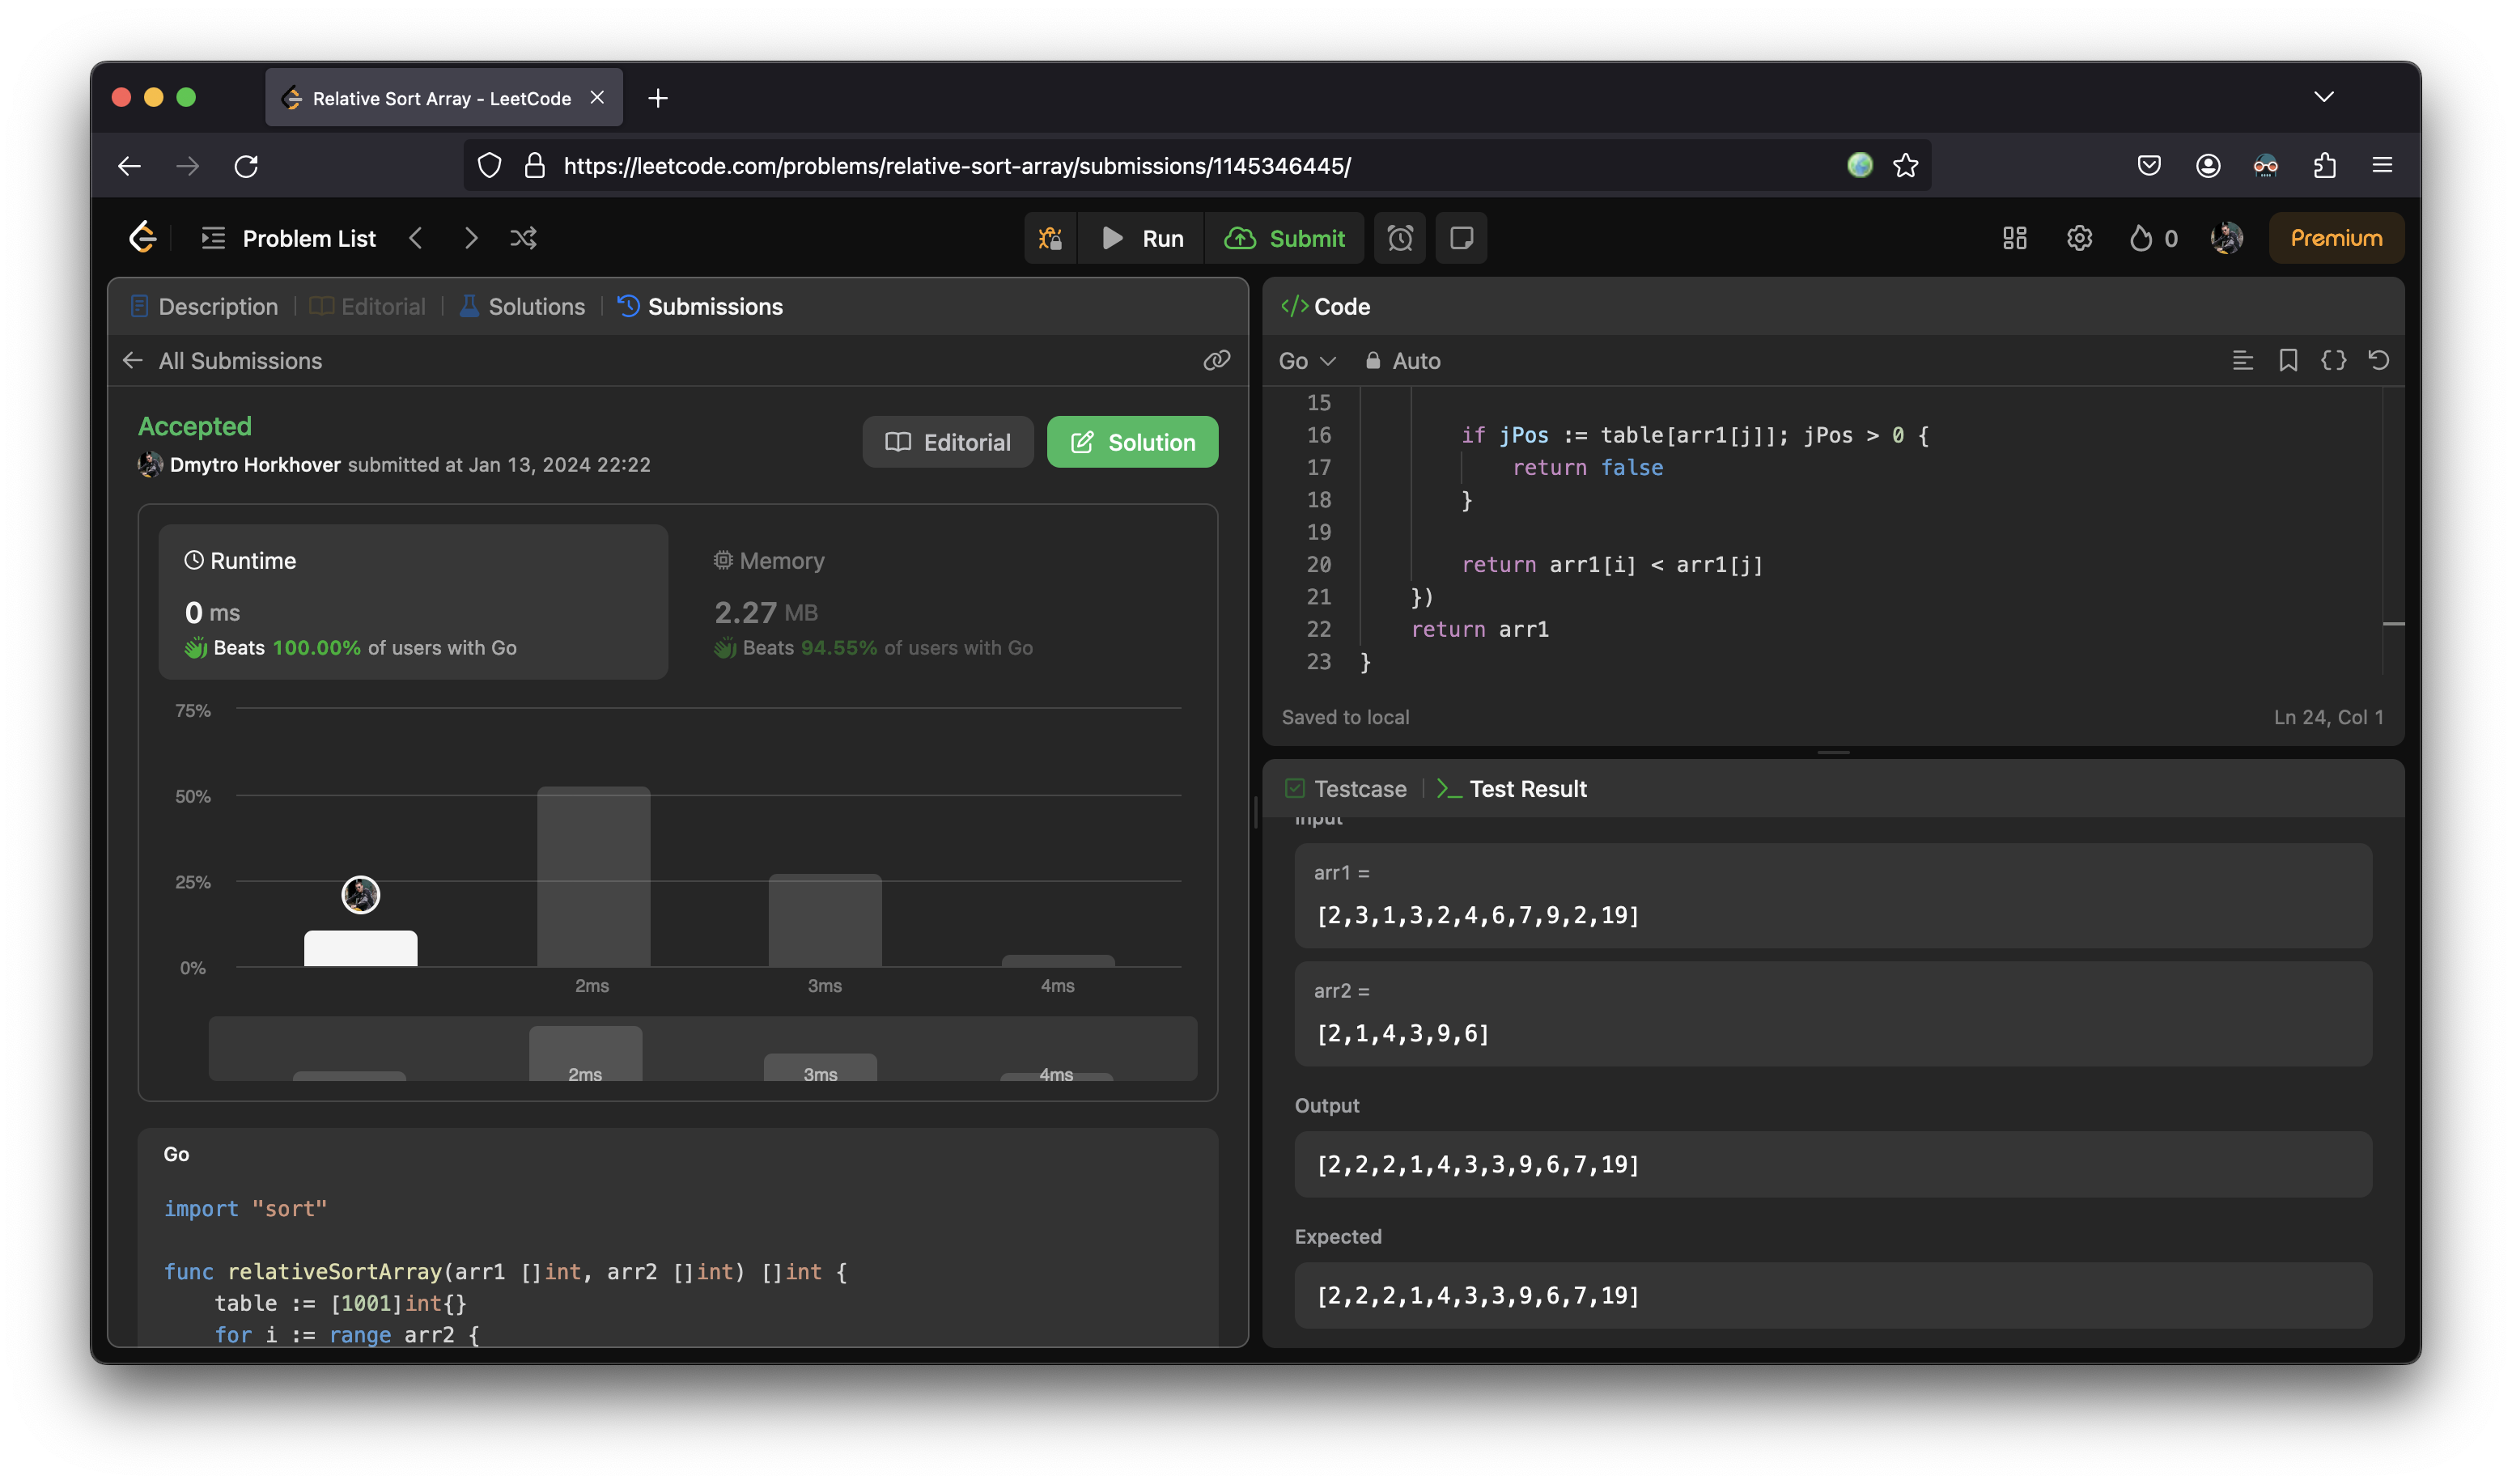 Relative Sort Array - LeetCode
https://leetcode.com/problems/relative-sort-array/submissions/1145346445/
Problem List
Run
Submit
0
Premium
Description
Editorial
Solutions
Submissions
All Submissions
Accepted
Dmytro Horkhover submitted at Jan 13, 2024 22:22
Editorial
Solution
Runtime
0 ms
Beats 100.00% of users with Go
Memory
2.27 MB
Beats 94.55% of users with Go
75%
50%
25%
0%
2ms
3ms
4ms
2ms
3ms
4ms
Go
import "sort"
func relativeSortArray(arr1 []int, arr2 []int) []int {
table := [1001]int{}
for i := range arr2 {
</> Code
Go
Auto
15
16 if jPos := table[arr1[j]]; jPos > 0 {
17 return false
18 }
19
20 return arr1[i] < arr1[j]
21 })
22 return arr1
23 }
Saved to local
Ln 24, Col 1
Testcase
Test Result
Input
arr1 =
[2,3,1,3,2,4,6,7,9,2,19]
arr2 =
[2,1,4,3,9,6]
Output
[2,2,2,1,4,3,3,9,6,7,19]
Expected
[2,2,2,1,4,3,3,9,6,7,19]